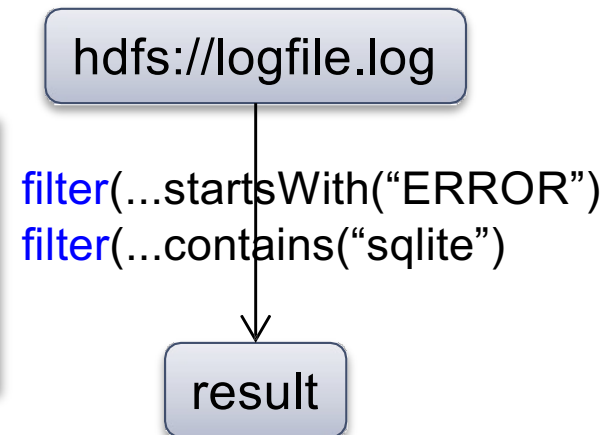 hdfs://logfile.log
filter(...startsWith(“ERROR”)
filter(...contains(“sqlite”)
result